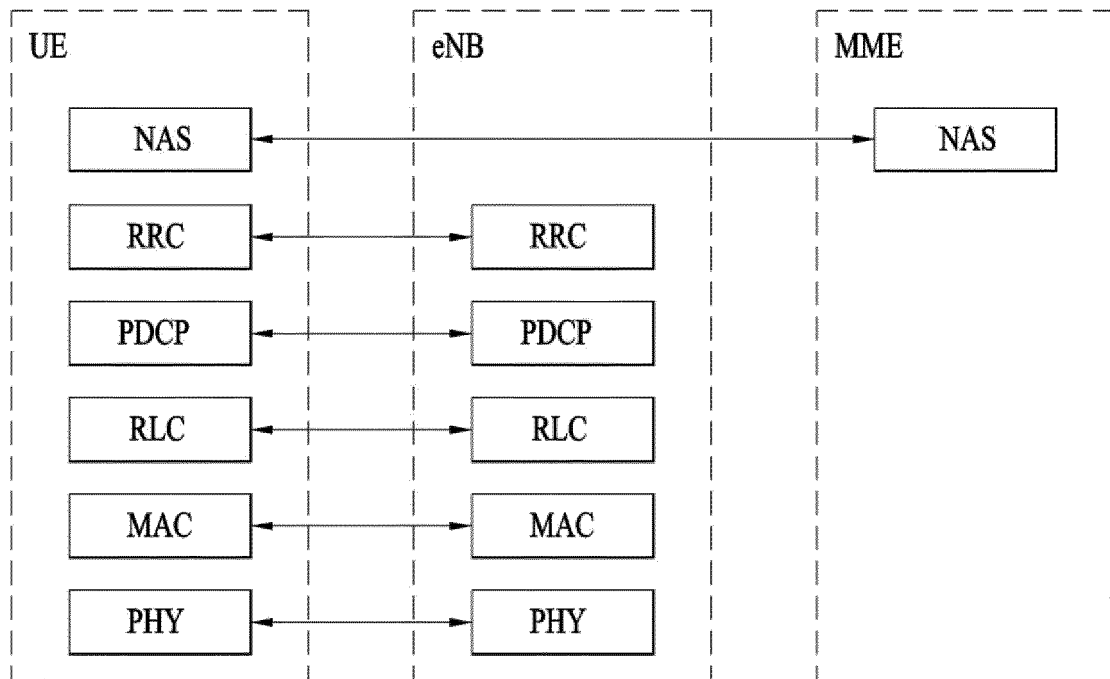 UE eNB MME
NAS NAS
RRC RRC
PDCP PDCP
RLC RLC
MAC MAC
PHY PHY